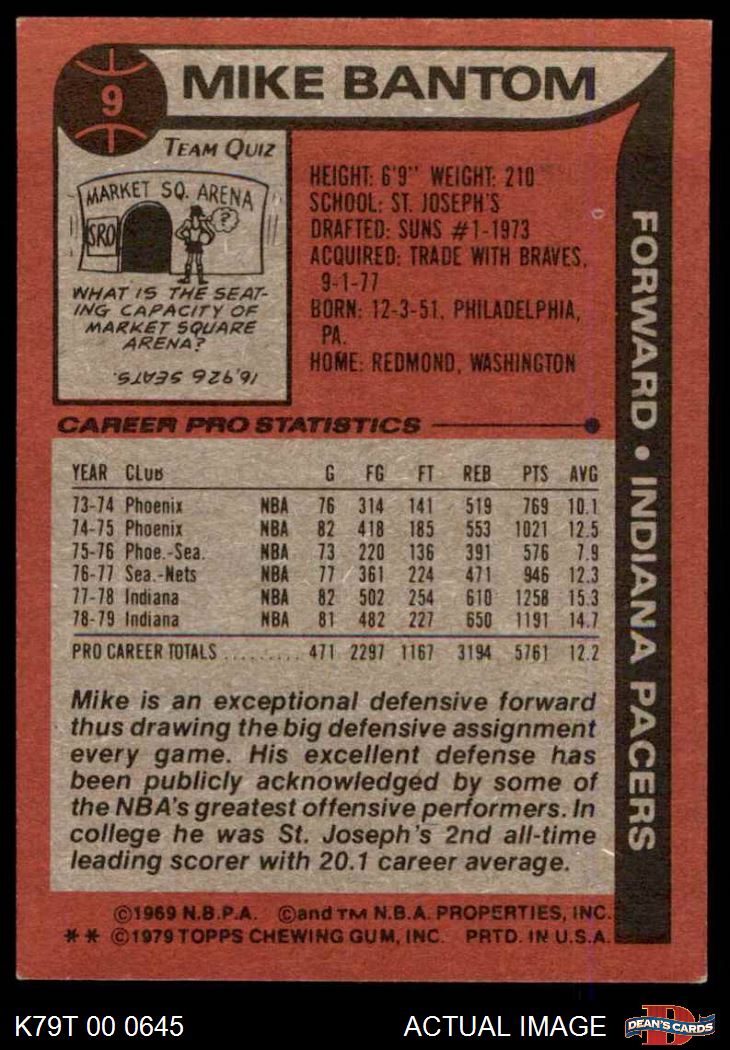 9
MIKE BANTOM
TEAM QUIZ
MARKET SQ. ARENA
SRO
?
WHAT IS THE SEAT-
ING CAPACITY OF
MARKET SQUARE
ARENA?
16,926 SEATS.
HEIGHT: 6'9" WEIGHT: 210
SCHOOL: ST. JOSEPH'S
DRAFTED: SUNS #1-1973
ACQUIRED: TRADE WITH BRAVES,
9-1-77
BORN: 12-3-51, PHILADELPHIA,
PA.
HOME: REDMOND, WASHINGTON
FORWARD • INDIANA PACERS
CAREER PRO STATISTICS
YEAR CLUB G FG FT REB PTS AVG
73-74 Phoenix NBA 76 314 141 519 769 10.1
74-75 Phoenix NBA 82 418 185 553 1021 12.5
75-76 Phoe.-Sea. NBA 73 220 136 391 576 7.9
76-77 Sea.-Nets NBA 77 361 224 471 946 12.3
77-78 Indiana NBA 82 502 254 610 1258 15.3
78-79 Indiana NBA 81 482 227 650 1191 14.7
PRO CAREER TOTALS ......... 471 2297 1167 3194 5761 12.2
Mike is an exceptional defensive forward
thus drawing the big defensive assignment
every game. His excellent defense has
been publicly acknowledged by some of
the NBA's greatest offensive performers. In
college he was St. Joseph's 2nd all-time
leading scorer with 20.1 career average.
©1969 N.B.P.A. ©and TM N.B.A. PROPERTIES, INC.
** ©1979 TOPPS CHEWING GUM, INC. PRTD. IN U.S.A.
K79T 00 0645
ACTUAL IMAGE
D
DEAN'S CARDS